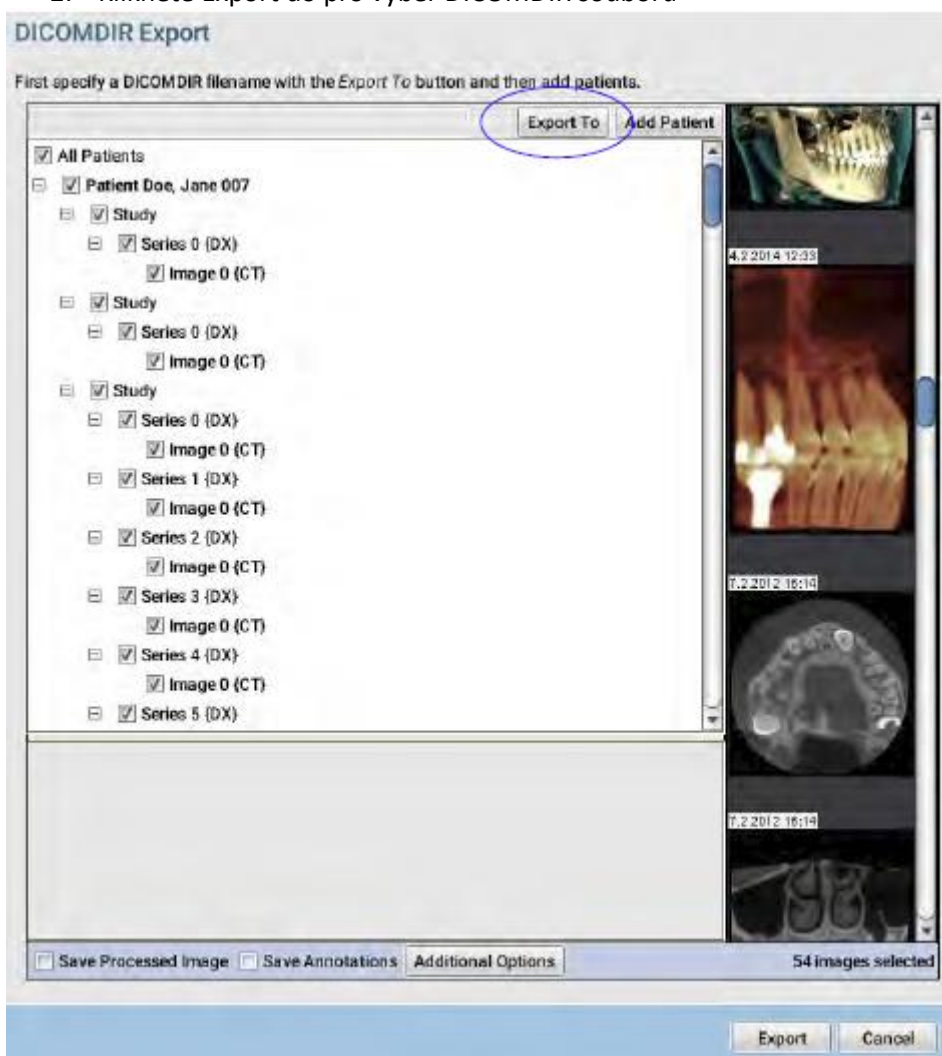 DICOMDIR Export
First specify a DICOMDIR filename with the Export To button and then add patients.
Export To Add Patient
All Patients
Patient Doe, Jane 007
Study
Series 0 (DX)
Image 0 (CT)
Study
Series 0 (DX)
Image 0 (CT)
Study
Series 0 (DX)
Image 0 (CT)
Series 1 (DX)
Image 0 (CT)
Series 2 (DX)
Image 0 (CT)
Series 3 (DX)
Image 0 (CT)
Series 4 (DX)
Image 0 (CT)
Series 5 (DX)
4.2.2014 12:33
7.2.2012 16:14
7.2.2012 16:14
Save Processed Image Save Annotations Additional Options 54 images selected
Export Cancel